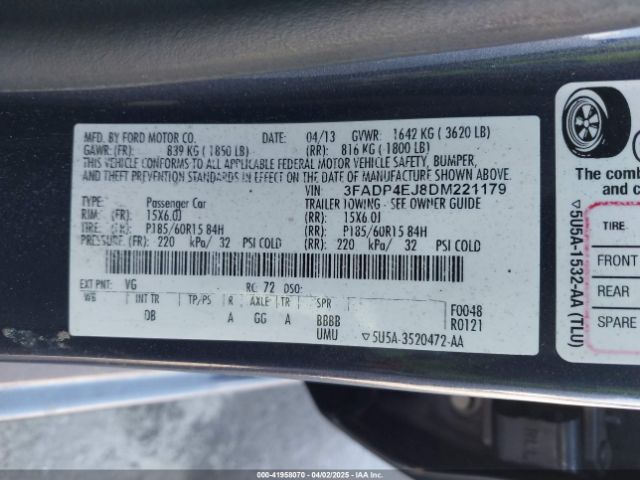 MFD. BY FORD MOTOR CO. DATE: 04/13 GVWR: 1642 KG ( 3620 LB)
GAWR: (FR): 839 KG ( 1850 LB) (RR): 816 KG ( 1800 LB)
THIS VEHICLE CONFORMS TO ALL APPLICABLE FEDERAL MOTOR VEHICLE SAFETY, BUMPER,
AND THEFT PREVENTION STANDARDS IN EFFECT ON THE DATE OF MANUFACTURE SHOWN ABOVE.
VIN: 3FADP4EJ8DM221179
TYPE: Passenger Car TRAILER TOWING - SEE OWNER GUIDE
RIM: (FR): 15X6.0J (RR): 15X6.0J
TIRE: (FR): P185/60R15 84H (RR): P185/60R15 84H
PRESSURE: (FR): 220 kPa/ 32 PSI COLD (RR): 220 kPa/ 32 PSI COLD
EXT PNT: VG RC: 72 DSO:
WB INT TR TP/PS R AXLE TR SPR
DB A GG A BBBB
UMU
F0048
R0121
▽5U5A-3520472-AA
The comb
and cargo
▽5U5A-1532-AA (TLU)
TIRE
FRONT
REAR
SPARE
000-41958070 - 04/02/2025 - IAAI.COM